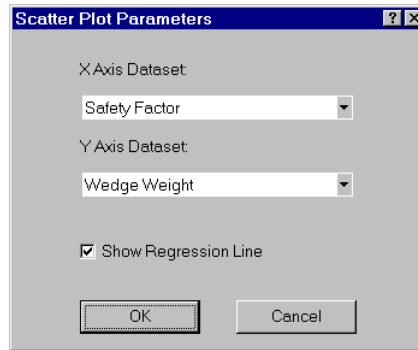 Scatter Plot Parameters
X Axis Dataset:
Safety Factor
Y Axis Dataset:
Wedge Weight
Show Regression Line
OK
Cancel